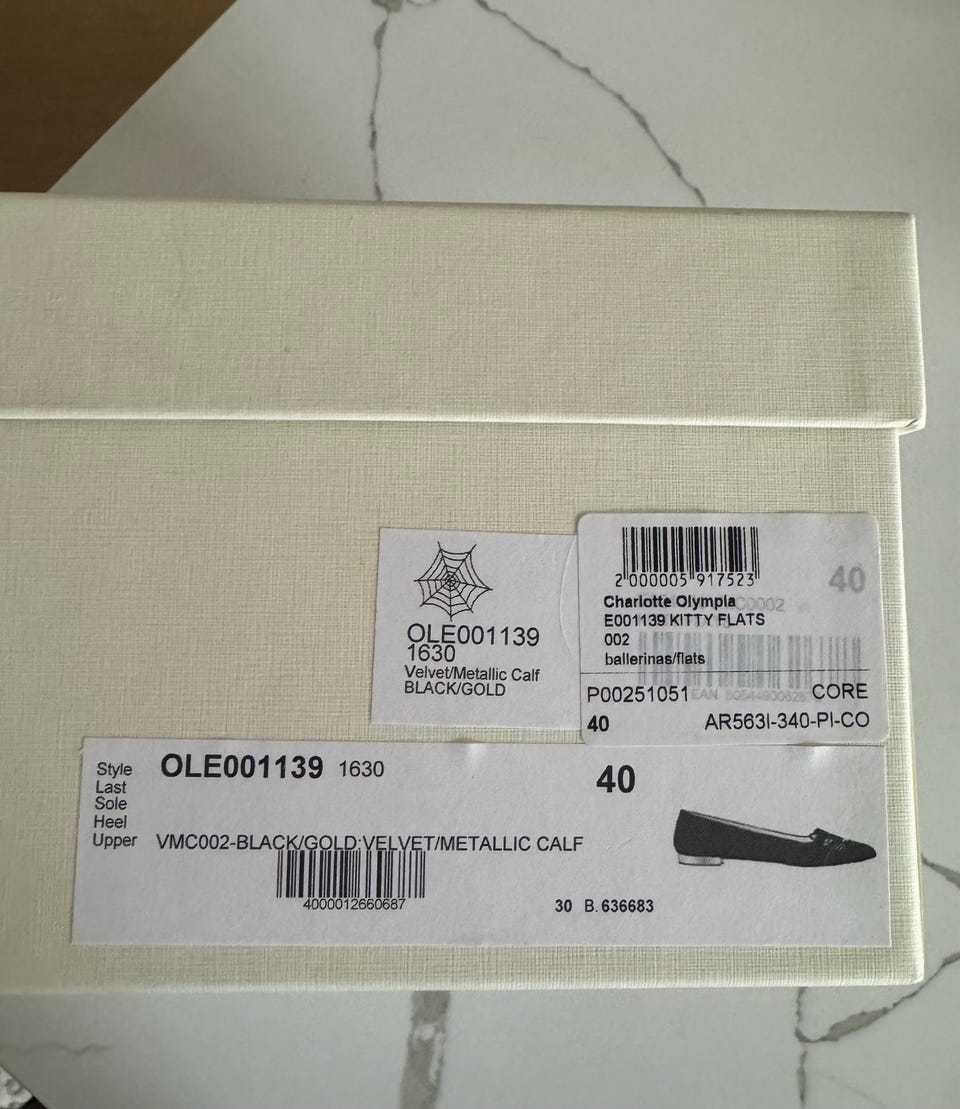 2 000005 917523
40
Charlotte Olympia
E001139 KITTY FLATS
002
ballerinas/flats
P00251051
CORE
40
AR563I-340-PI-CO
OLE001139
1630
Velvet/Metallic Calf
BLACK/GOLD
Style OLE001139 1630
40
Last
Sole
Heel
Upper VMC002-BLACK/GOLD:VELVET/METALLIC CALF
4000012660687
30 B. 636683